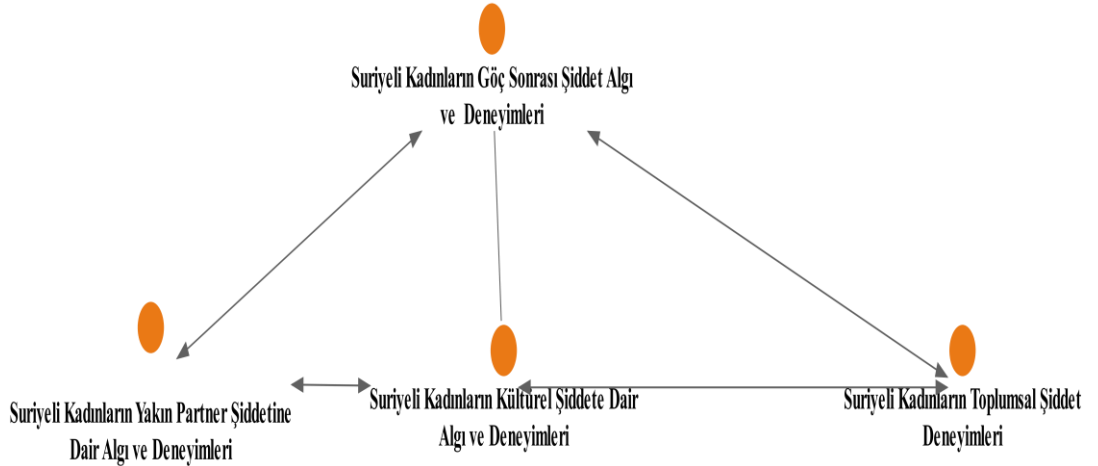 Suriyeli Kadınların Göç Sonrası Şiddet Algı
ve Deneyimleri
Suriyeli Kadınların Yakın Partner Şiddetine
Dair Algı ve Deneyimleri
Suriyeli Kadınların Kültürel Şiddete Dair
Algı ve Deneyimleri
Suriyeli Kadınların Toplumsal Şiddet
Deneyimleri